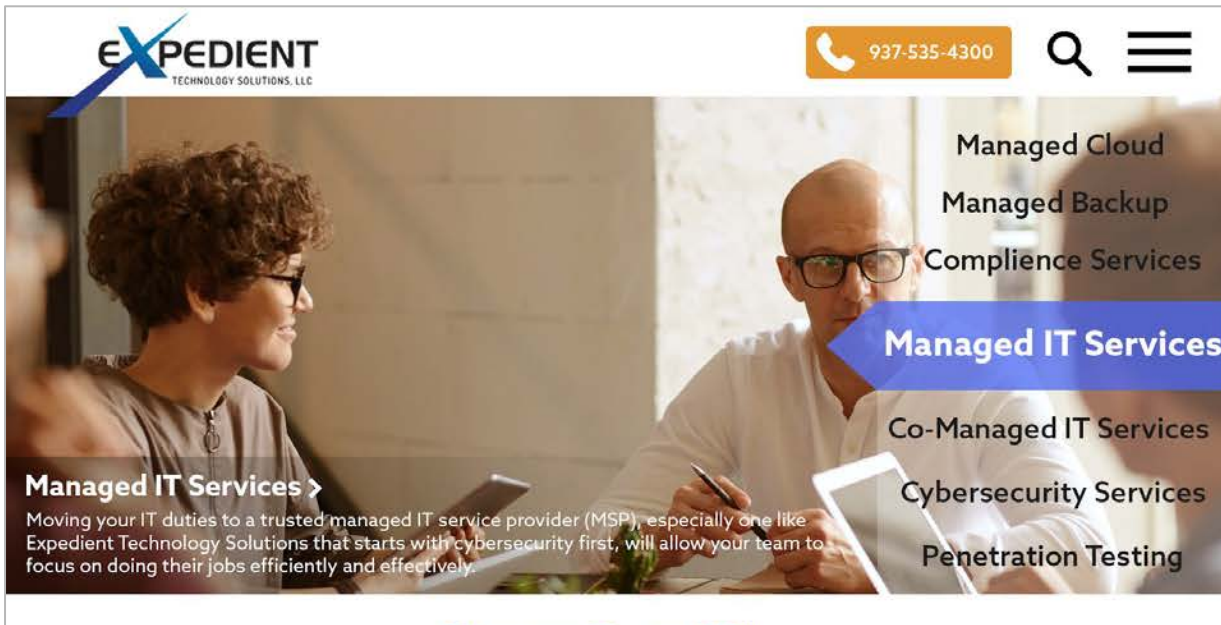 EXPEDIENT
TECHNOLOGY SOLUTIONS, LLC
937-535-4300
Managed Cloud
Managed Backup
Complience Services
Managed IT Services
Co-Managed IT Services
Cybersecurity Services
Penetration Testing
Managed IT Services >
Moving your IT duties to a trusted managed IT service provider (MSP), especially one like
Expedient Technology Solutions that starts with cybersecurity first, will allow your team to
focus on doing their jobs efficiently and effectively.